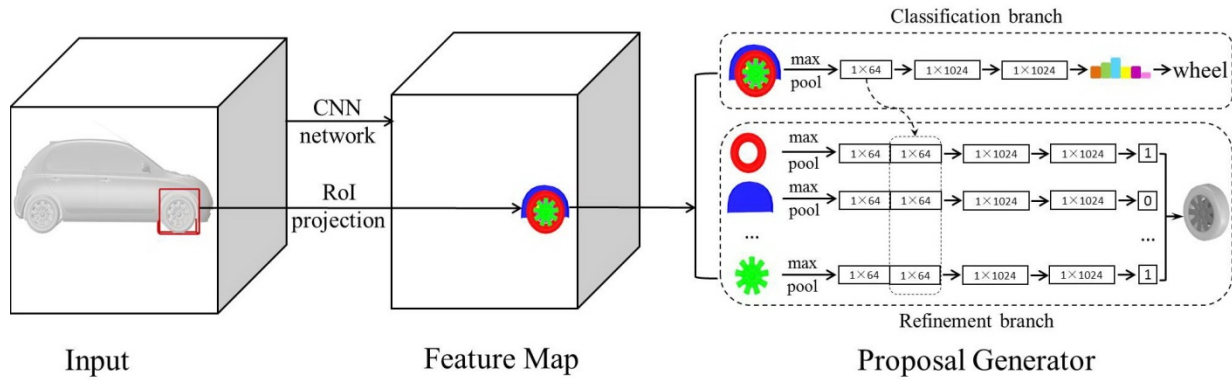 Classification branch
max
pool
1×64
1×1024
1×1024
wheel
CNN
network
RoI
projection
max
pool
1×64
1×64
1×1024
1×1024
1
max
pool
1×64
1×64
1×1024
1×1024
0
...
...
max
pool
1×64
1×64
1×1024
1×1024
1
Refinement branch
Input
Feature Map
Proposal Generator